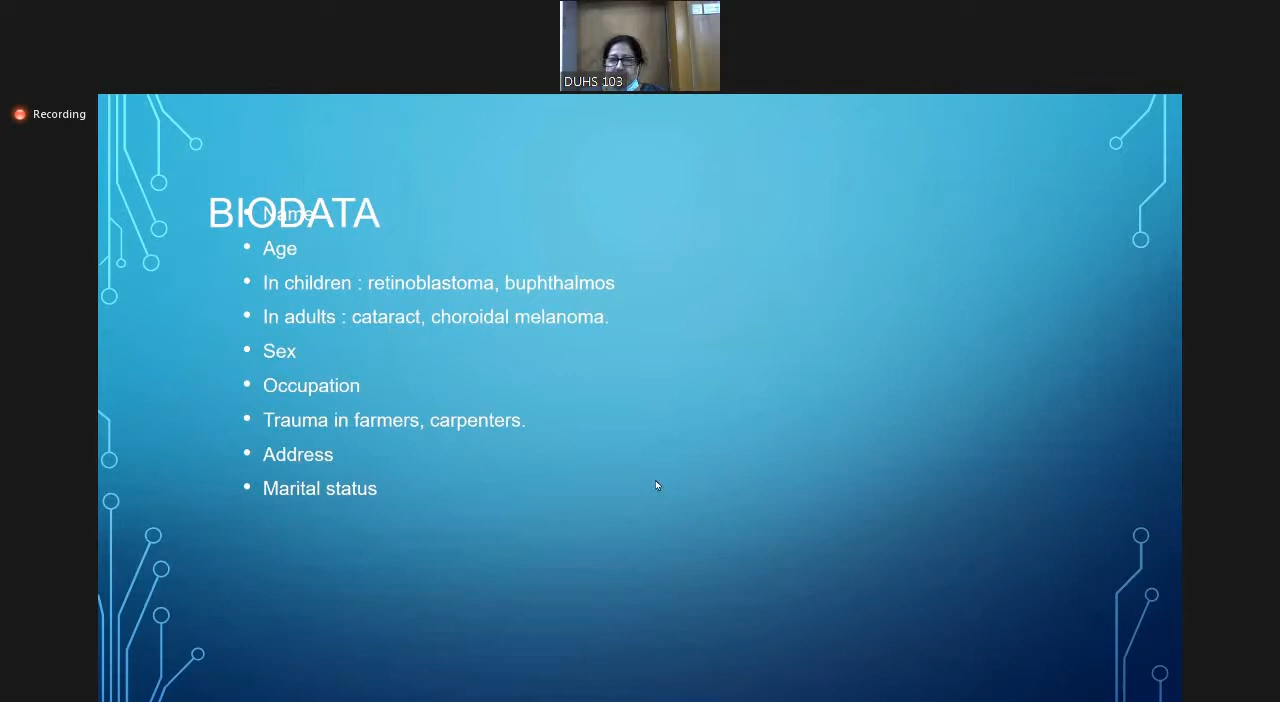 DUHS 103
Recording
BIODATA
• Name
• Age
• In children : retinoblastoma, buphthalmos
• In adults : cataract, choroidal melanoma.
• Sex
• Occupation
• Trauma in farmers, carpenters.
• Address
• Marital status